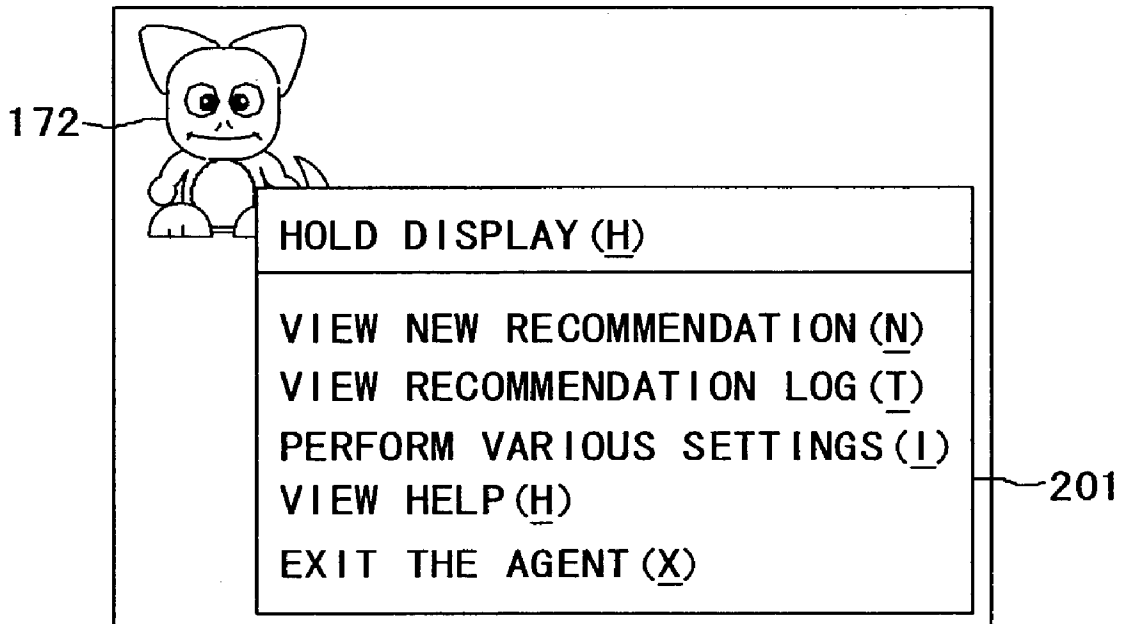 172
HOLD DISPLAY(H)
VIEW NEW RECOMMENDATION(N)
VIEW RECOMMENDATION LOG(T)
PERFORM VARIOUS SETTINGS(I)
201
VIEW HELP(H)
EXIT THE AGENT(X)